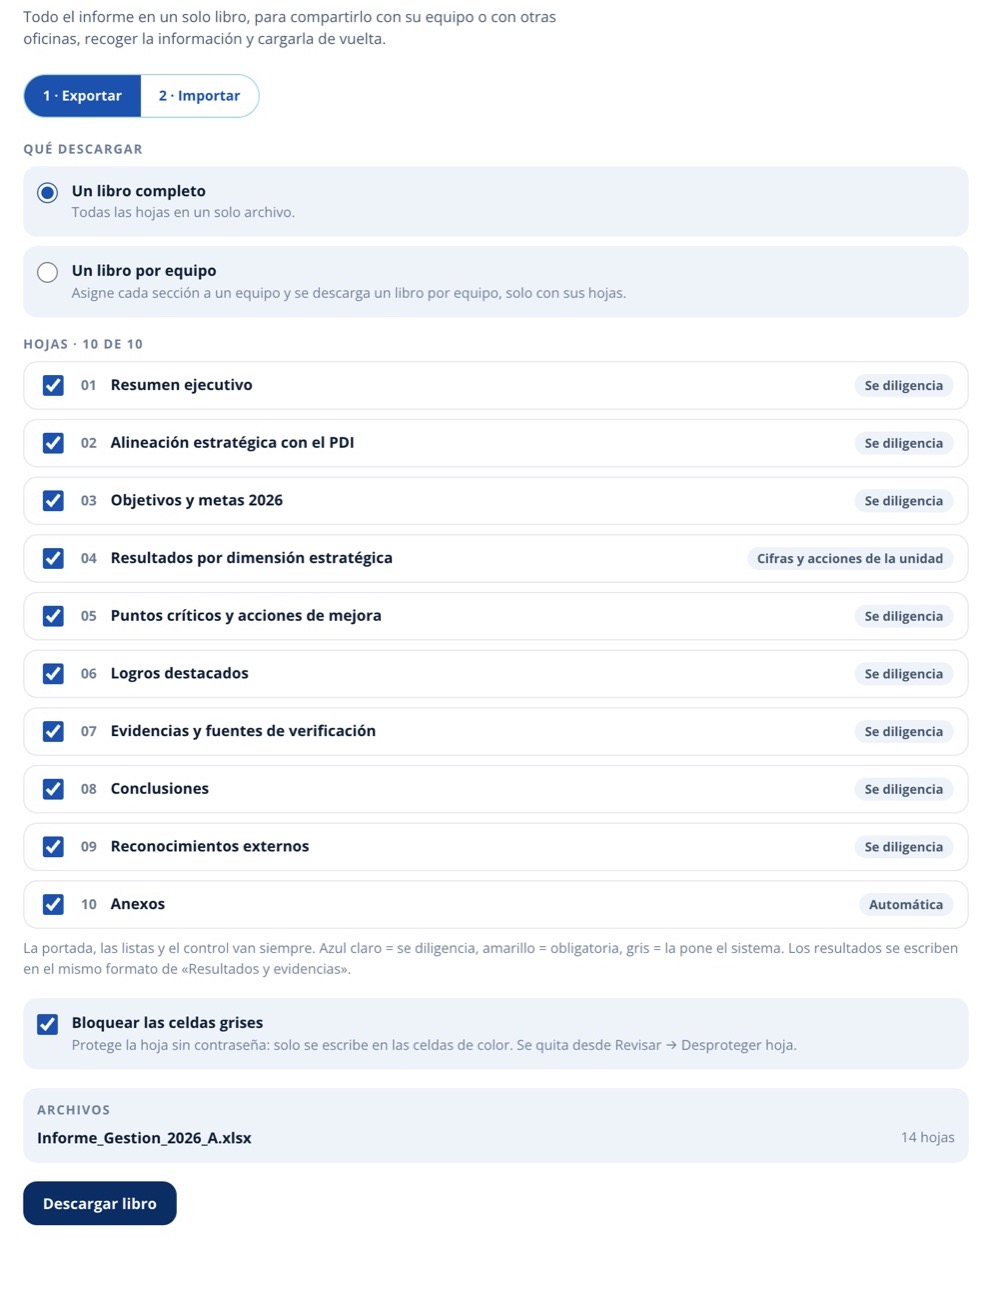 Todo el informe en un solo libro, para compartirlo con su equipo o con otras
oficinas, recoger la información y cargarla de vuelta.
1 · Exportar
2 · Importar
QUÉ DESCARGAR
Un libro completo
Todas las hojas en un solo archivo.
Un libro por equipo
Asigne cada sección a un equipo y se descarga un libro por equipo, solo con sus hojas.
HOJAS · 10 DE 10
01 Resumen ejecutivo Se diligencia
02 Alineación estratégica con el PDI Se diligencia
03 Objetivos y metas 2026 Se diligencia
04 Resultados por dimensión estratégica Cifras y acciones de la unidad
05 Puntos críticos y acciones de mejora Se diligencia
06 Logros destacados Se diligencia
07 Evidencias y fuentes de verificación Se diligencia
08 Conclusiones Se diligencia
09 Reconocimientos externos Se diligencia
10 Anexos Automática
La portada, las listas y el control van siempre. Azul claro = se diligencia, amarillo = obligatoria, gris = la pone el sistema. Los resultados se escriben
en el mismo formato de «Resultados y evidencias».
Bloquear las celdas grises
Protege la hoja sin contraseña: solo se escribe en las celdas de color. Se quita desde Revisar → Desproteger hoja.
ARCHIVOS
Informe_Gestion_2026_A.xlsx 14 hojas
Descargar libro